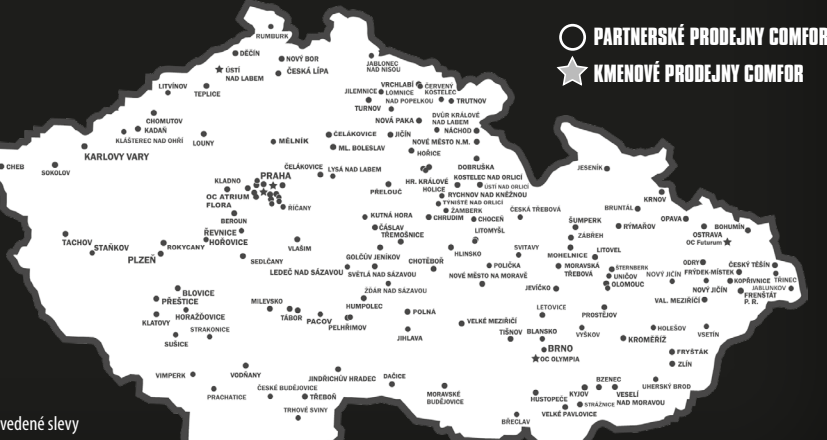 PARTNERSKÉ PRODEJNY COMFOR
KMENOVÉ PRODEJNY COMFOR
RUMBURK
DĚČÍN
NOVÝ BOR
ÚSTÍ
NAD LABEM
ČESKÁ LÍPA
JABLONEC
NAD NISOU
LITVÍNOV
TEPLICE
JILEMNICE
VRCHLABÍ
LOMNICE
NAD POPELKOU
ČERVENÝ
KOSTELEC
TRUTNOV
TURNOV
CHOMUTOV
KADAŇ
KLÁŠTEREC NAD OHŘÍ
LOUNY
MĚLNÍK
NOVÁ PAKA
DVŮR KRÁLOVÉ
NAD LABEM
ČELÁKOVICE
JIČÍN
NÁCHOD
ML. BOLESLAV
NOVÉ MĚSTO N.M.
HOŘICE
KARLOVY VARY
CHEB
SOKOLOV
DOBRUŠKA
JESENÍK
KLADNO
PRAHA
ČELÁKOVICE
LYSÁ NAD LABEM
OC ATRIUM
FLORA
ŘÍČANY
PŘELOUČ
HR. KRÁLOVÉ
HOLICE
KOSTELEC NAD ORLICÍ
ÚSTÍ NAD ORLICÍ
RYCHNOV NAD KNĚŽNOU
TÝNIŠTĚ NAD ORLICÍ
ŽAMBERK
KRNOV
BRUNTÁL
BEROUN
KUTNÁ HORA
CHRUDIM
CHOCEŇ
ČESKÁ TŘEBOVÁ
OPAVA
BOHUMÍN
ŘEVNICE
HOŘOVICE
ČÁSLAV
TŘEMOŠNICE
LITOMYŠL
ŠUMPERK
RÝMAŘOV
ZÁBŘEH
OSTRAVA
OC Futurum
TACHOV
STAŇKOV
ROKYCANY
PLZEŇ
VLAŠIM
SEDLČANY
GOLČŮV JENÍKOV
HLINSKO
SVITAVY
MOHELNICE
LITOVEL
LEDEČ NAD SÁZAVOU
SVĚTLÁ NAD SÁZAVOU
CHOTĚBOŘ
POLIČKA
NOVÉ MĚSTO NA MORAVĚ
MORAVSKÁ
TŘEBOVÁ
ŠTERNBERK
UNIČOV
OLOMOUC
ODRY
ČESKÝ TĚŠÍN
NOVÝ JIČÍN
FRÝDEK-MÍSTEK
KOPŘIVNICE
TŘINEC
JABLUNKOV
BLOVICE
PŘEŠTICE
ŽDÁR NAD SÁZAVOU
JEVÍČKO
NOVÝ JIČÍN
FRENŠTÁT
P. R.
VAL. MEZIŘÍČÍ
MILEVSKO
HUMPOLEC
LETOVICE
PROSTĚJOV
HORAŽĎOVICE
KLATOVY
TÁBOR
PACOV
PELHŘIMOV
POLNÁ
VELKÉ MEZIŘÍČÍ
HOLEŠOV
VSETÍN
STRAKONICE
SUŠICE
JIHLAVA
TIŠNOV
BLANSKO
VYŠKOV
KROMĚŘÍŽ
BRNO
OC OLYMPIA
FRYŠTÁK
ZLÍN
VIMPERK
VODŇANY
JINDŘICHŮV HRADEC
DAČICE
PRACHATICE
ČESKÉ BUDĚJOVICE
TŘEBOŇ
MORAVSKÉ
BUDĚJOVICE
HUSTOPEČE
KYJOV
BZENEC
VESELÍ
NAD MORAVOU
UHERSKÝ BROD
STRÁŽNICE
VELKÉ PAVLOVICE
TRHOVÉ SVINY
BŘECLAV
vedené slevy